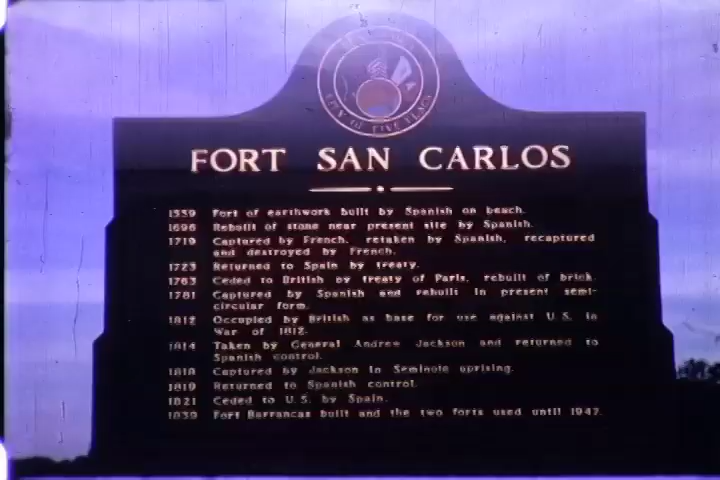 CITY OF FIVE FLAGS
FORT SAN CARLOS
1559 Fort of earthwork built by Spanish on beach.
1696 Rebuilt of stone near present site by Spanish.
1719 Captured by French, retaken by Spanish, recaptured
and destroyed by French.
1723 Returned to Spain by treaty.
1763 Ceded to British by treaty of Paris, rebuilt of brick.
1781 Captured by Spanish and rebuilt in present semi-
circular form.
1812 Occupied by British as base for use against U.S. in
War of 1812.
1814 Taken by General Andrew Jackson and returned to
Spanish control.
1818 Captured by Jackson in Seminole uprising.
1819 Returned to Spanish control.
1821 Ceded to U.S. by Spain.
1839 Fort Barrancas built and the two forts used until 1947.